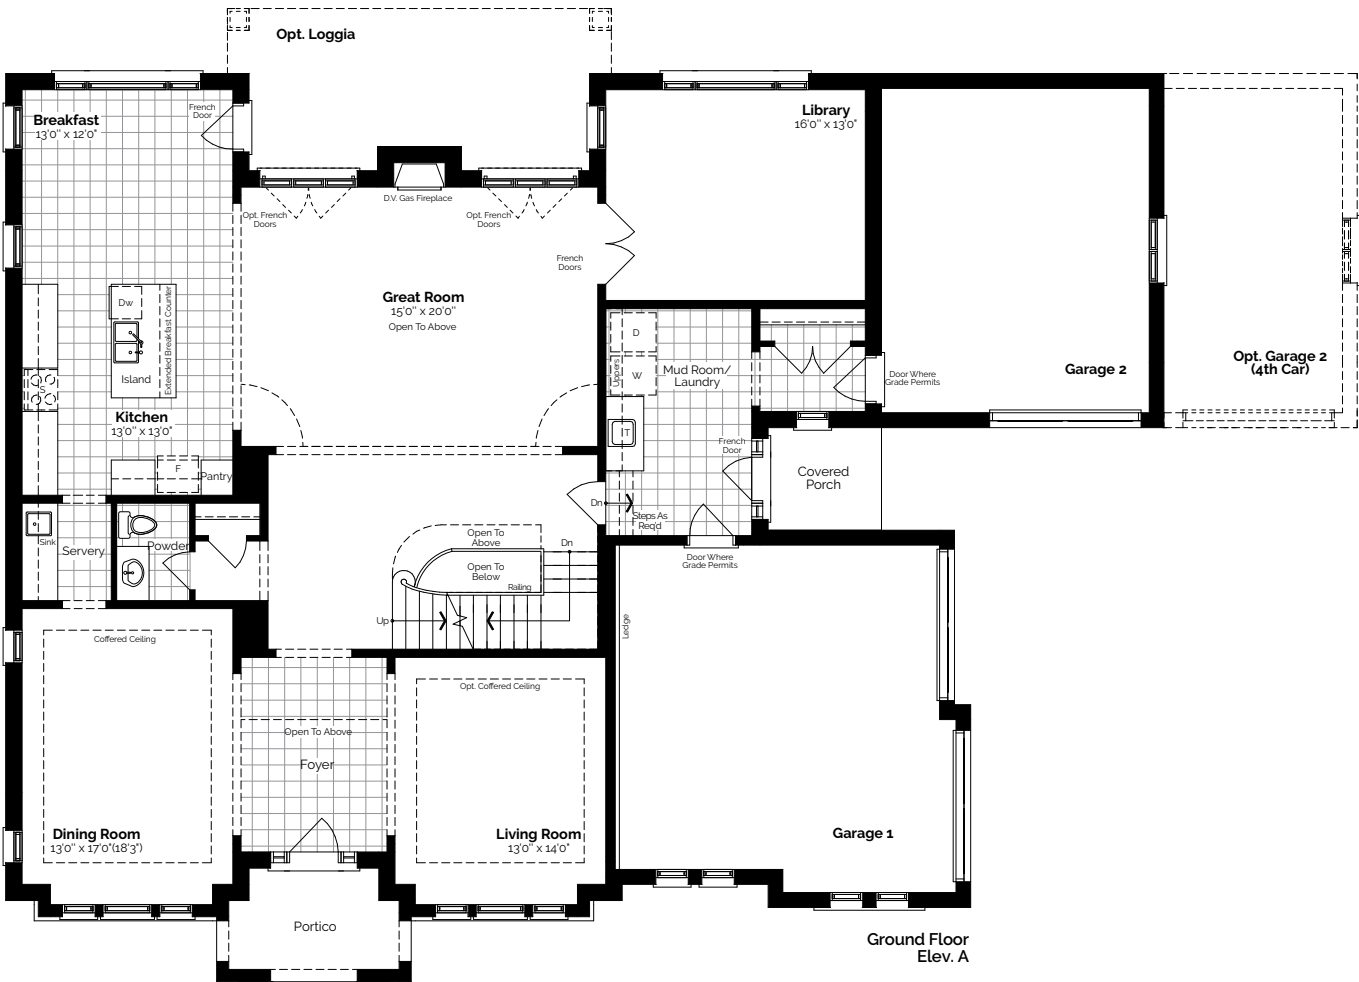 Opt. Loggia
Breakfast
13'0" x 12'0"
French
Door
Library
16'0" x 13'0"
D.V. Gas Fireplace
Opt. French
Doors
Opt. French
Doors
French
Doors
Great Room
15'0" x 20'0"
Open To Above
Dw
Extended Breakfast Counter
Island
S
Kitchen
13'0" x 13'0"
F
Pantry
D
Uppers
W
Mud Room/
Laundry
T
French
Door
Door Where
Grade Permits
Garage 2
Opt. Garage 2
(4th Car)
Covered
Porch
Dn
Steps As
Req'd
Door Where
Grade Permits
Sink
Servery
Powder
Open To
Above
Dn
Open To
Below
Railing
Up
Ledge
Coffered Ceiling
Opt. Coffered Ceiling
Open To Above
Foyer
Dining Room
13'0" x 17'0"(18'3")
Living Room
13'0" x 14'0"
Garage 1
Portico
Ground Floor
Elev. A